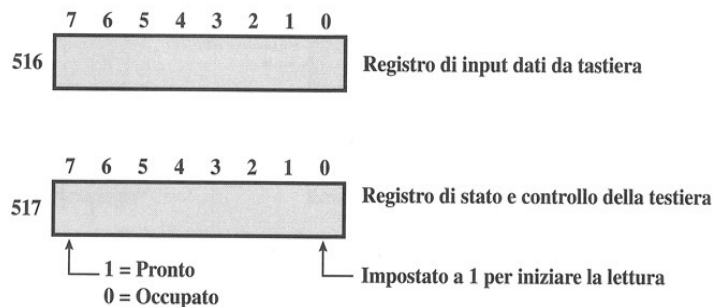 7 6 5 4 3 2 1 0
516
Registro di input dati da tastiera
7 6 5 4 3 2 1 0
517
Registro di stato e controllo della testiera
1 = Pronto
0 = Occupato
Impostato a 1 per iniziare la lettura